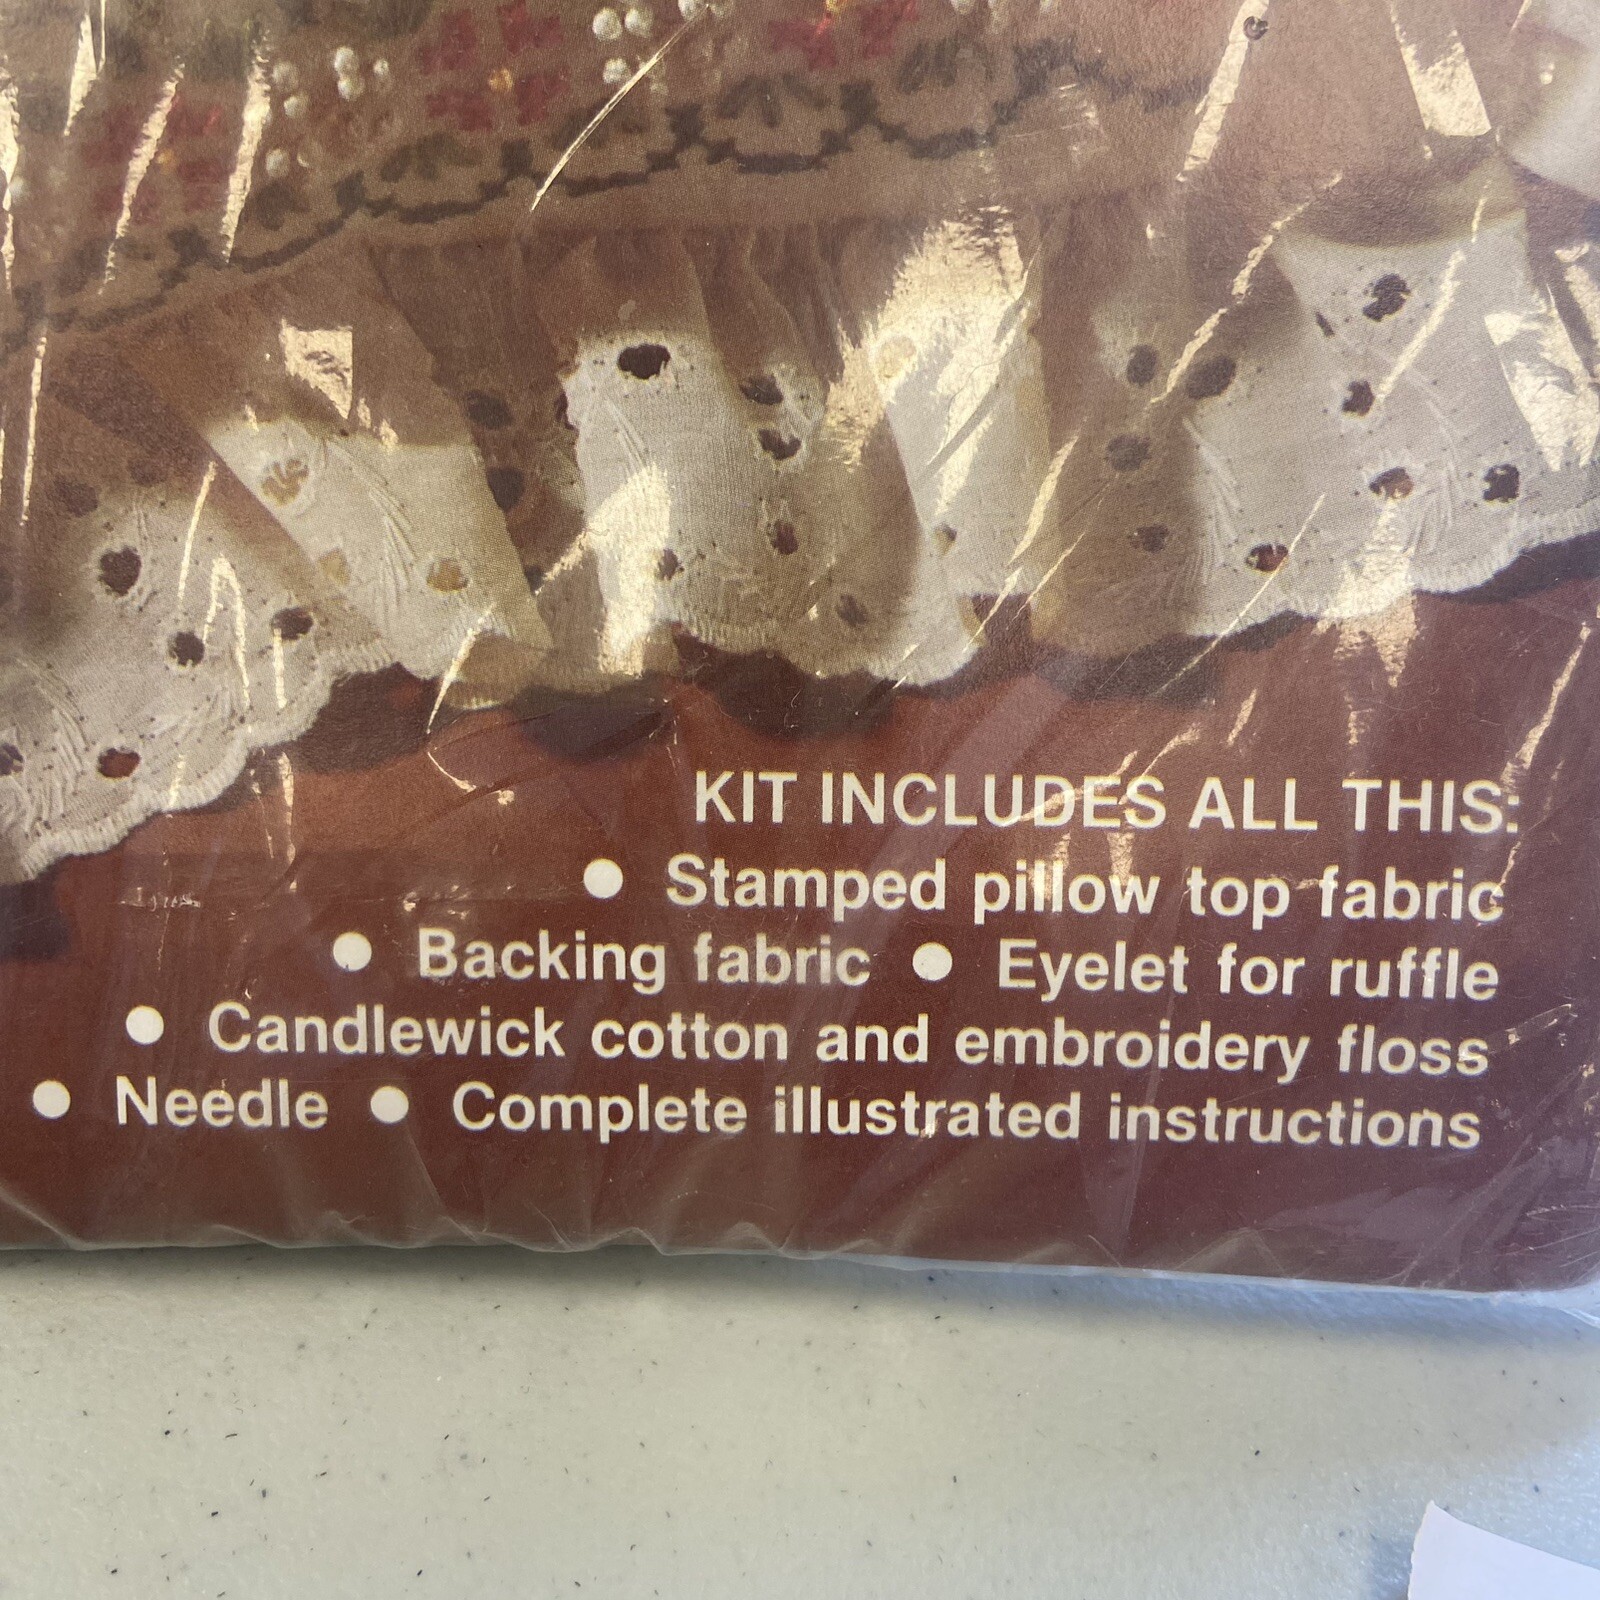 KIT INCLUDES ALL THIS:
● Stamped pillow top fabric
● Backing fabric ● Eyelet for ruffle
● Candlewick cotton and embroidery floss
● Needle ● Complete illustrated instructions